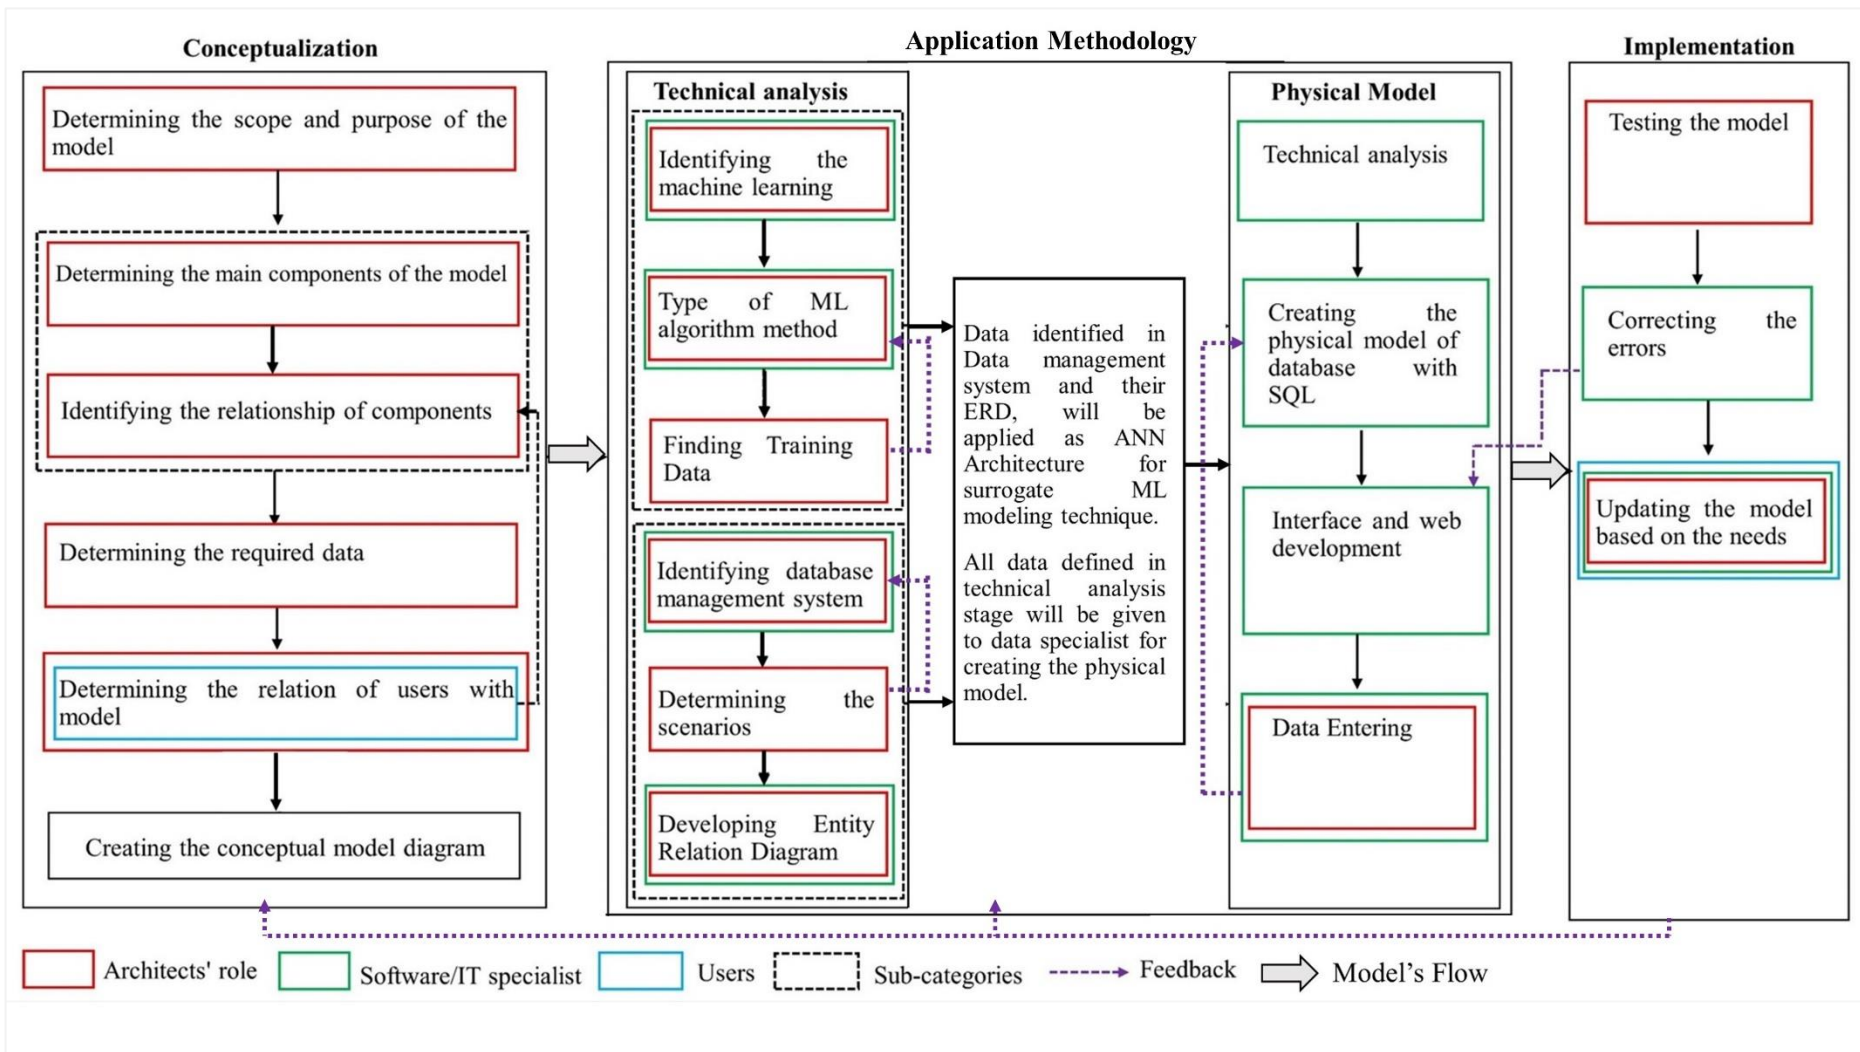 Conceptualization
Determining the scope and purpose of the
model
Determining the main components of the model
Identifying the relationship of components
Determining the required data
Determining the relation of users with
model
Creating the conceptual model diagram
Application Methodology
Technical analysis
Identifying the
machine learning
Type of ML
algorithm method
Finding Training
Data
Identifying database
management system
Determining the
scenarios
Developing Entity
Relation Diagram
Data identified in
Data management
system and their
ERD, will be
applied as ANN
Architecture for
surrogate ML
modeling technique.
All data defined in
technical analysis
stage will be given
to data specialist for
creating the physical
model.
Physical Model
Technical analysis
Creating the
physical model of
database with
SQL
Interface and web
development
Data Entering
Implementation
Testing the model
Correcting the
errors
Updating the model
based on the needs
Architects' role
Software/IT specialist
Users
Sub-categories
Feedback
Model’s Flow